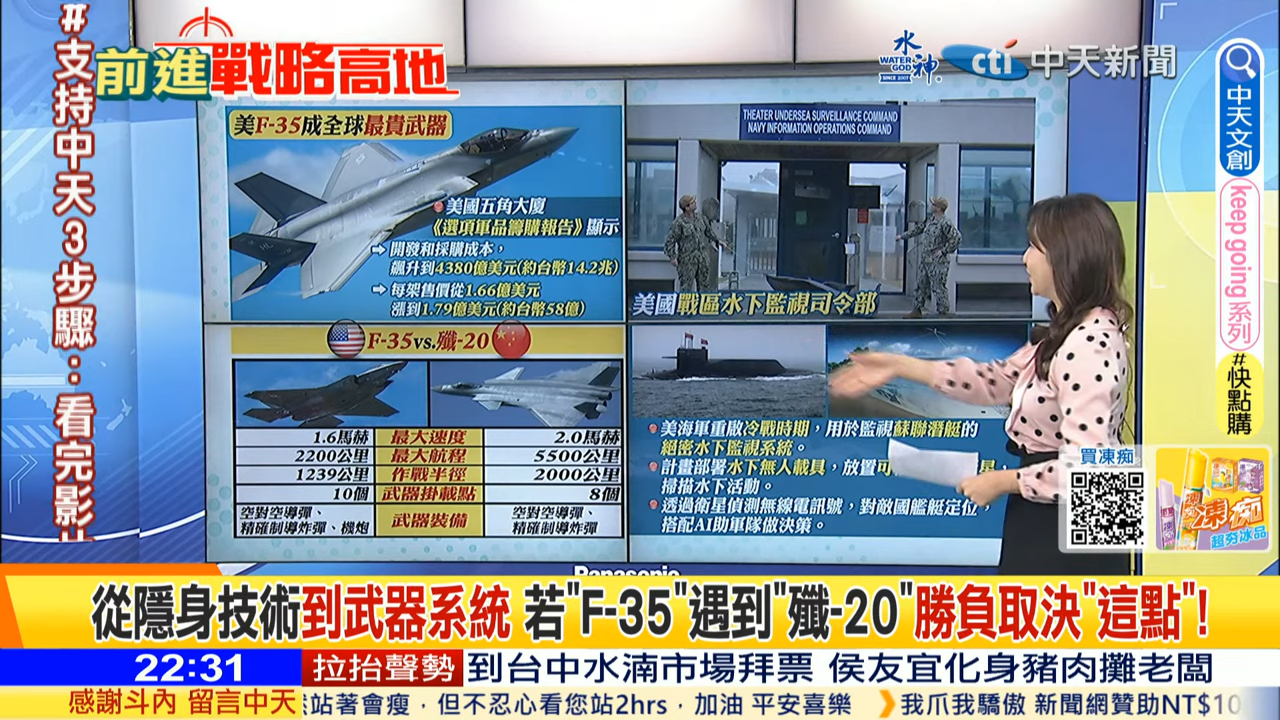 #支持中天3步驟：看完影片
前進戰略高地
水神
WATER GOD
SINCE 2007
cti 中天新聞
中天文創
keep going系列
#快點購
買凍痴
凍痴
超夯冰品
美F-35成全球最貴武器
美國五角大廈
《選項軍品籌購報告》顯示
開發和採購成本，
飆升到4380億美元(約台幣14.2兆)
每架售價從1.66億美元
漲到1.79億美元(約台幣58億)
THEATER UNDERSEA SURVEILLANCE COMMAND
NAVY INFORMATION OPERATIONS COMMAND
美國戰區水下監視司令部
F-35vs.殲-20
1.6馬赫 最大速度 2.0馬赫
2200公里 最大航程 5500公里
1239公里 作戰半徑 2000公里
10個 武器掛載點 8個
空對空導彈、
精確制導炸彈、機炮
武器裝備
空對空導彈、
精確制導炸彈
美海軍重啟冷戰時期，用於監視蘇聯潛艇的
絕密水下監視系統。
計畫部署水下無人載具，放置可
星，
掃描水下活動。
透過衛星偵測無線電訊號，對敵國艦艇定位，
搭配AI助軍隊做決策。
Panasonic
從隱身技術到武器系統 若"F-35"遇到"殲-20"勝負取決"這點"!
22:31 拉抬聲勢 到台中水湳市場拜票 侯友宜化身豬肉攤老闆
感謝斗內 留言中天 站著會瘦，但不忍心看您站2hrs，加油 平安喜樂 》我爪我驕傲 新聞網贊助NT$10